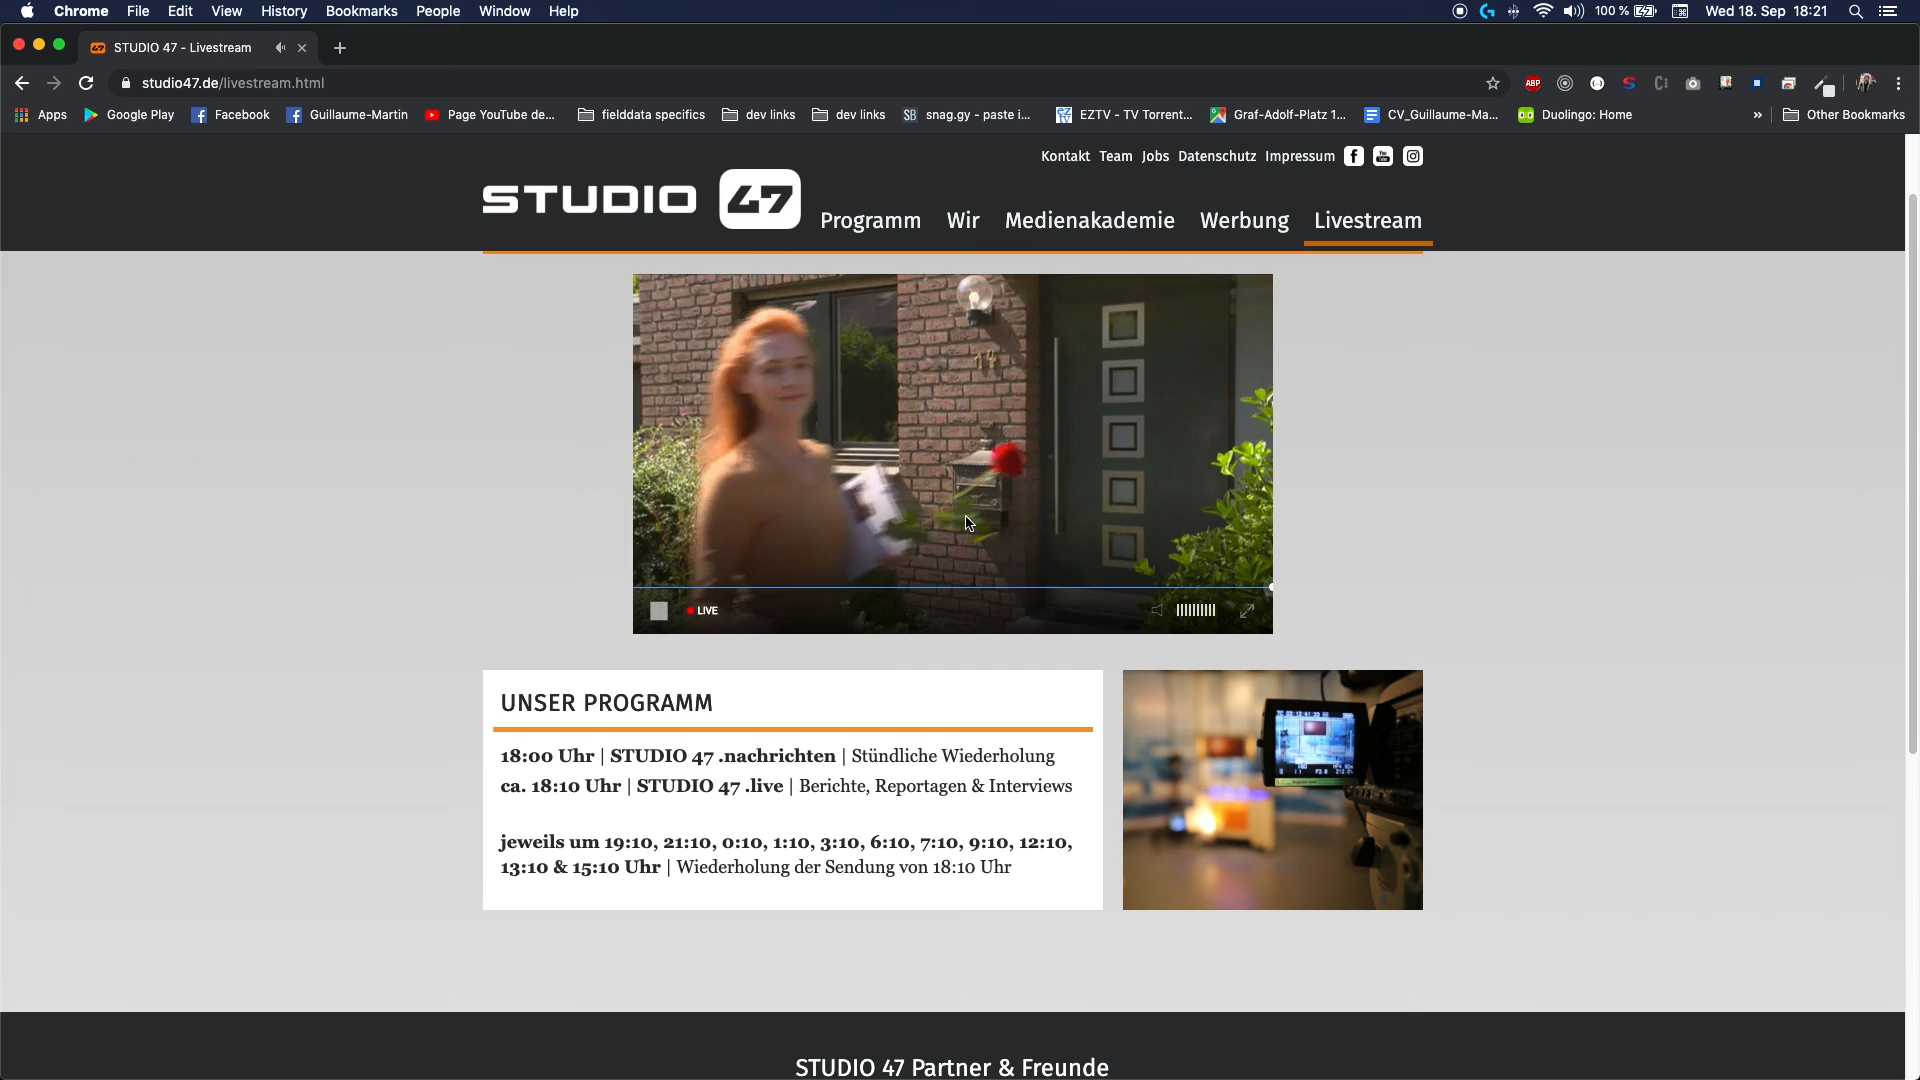 Chrome File Edit View History Bookmarks People Window Help 100 % Wed 18. Sep 18:21
STUDIO 47 - Livestream
studio47.de/livestream.html ABP
Apps Google Play Facebook Guillaume-Martin Page YouTube de... fielddata specifics dev links dev links SB snag.gy - paste i... EZTV - TV Torrent... Graf-Adolf-Platz 1... CV_Guillaume-Ma... Duolingo: Home » Other Bookmarks
Kontakt Team Jobs Datenschutz Impressum
STUDIO 47 Programm Wir Medienakademie Werbung Livestream
14
LIVE
UNSER PROGRAMM
18:00 Uhr | STUDIO 47 .nachrichten | Stündliche Wiederholung
ca. 18:10 Uhr | STUDIO 47 .live | Berichte, Reportagen & Interviews
jeweils um 19:10, 21:10, 0:10, 1:10, 3:10, 6:10, 7:10, 9:10, 12:10,
13:10 & 15:10 Uhr | Wiederholung der Sendung von 18:10 Uhr
STUDIO 47 Partner & Freunde